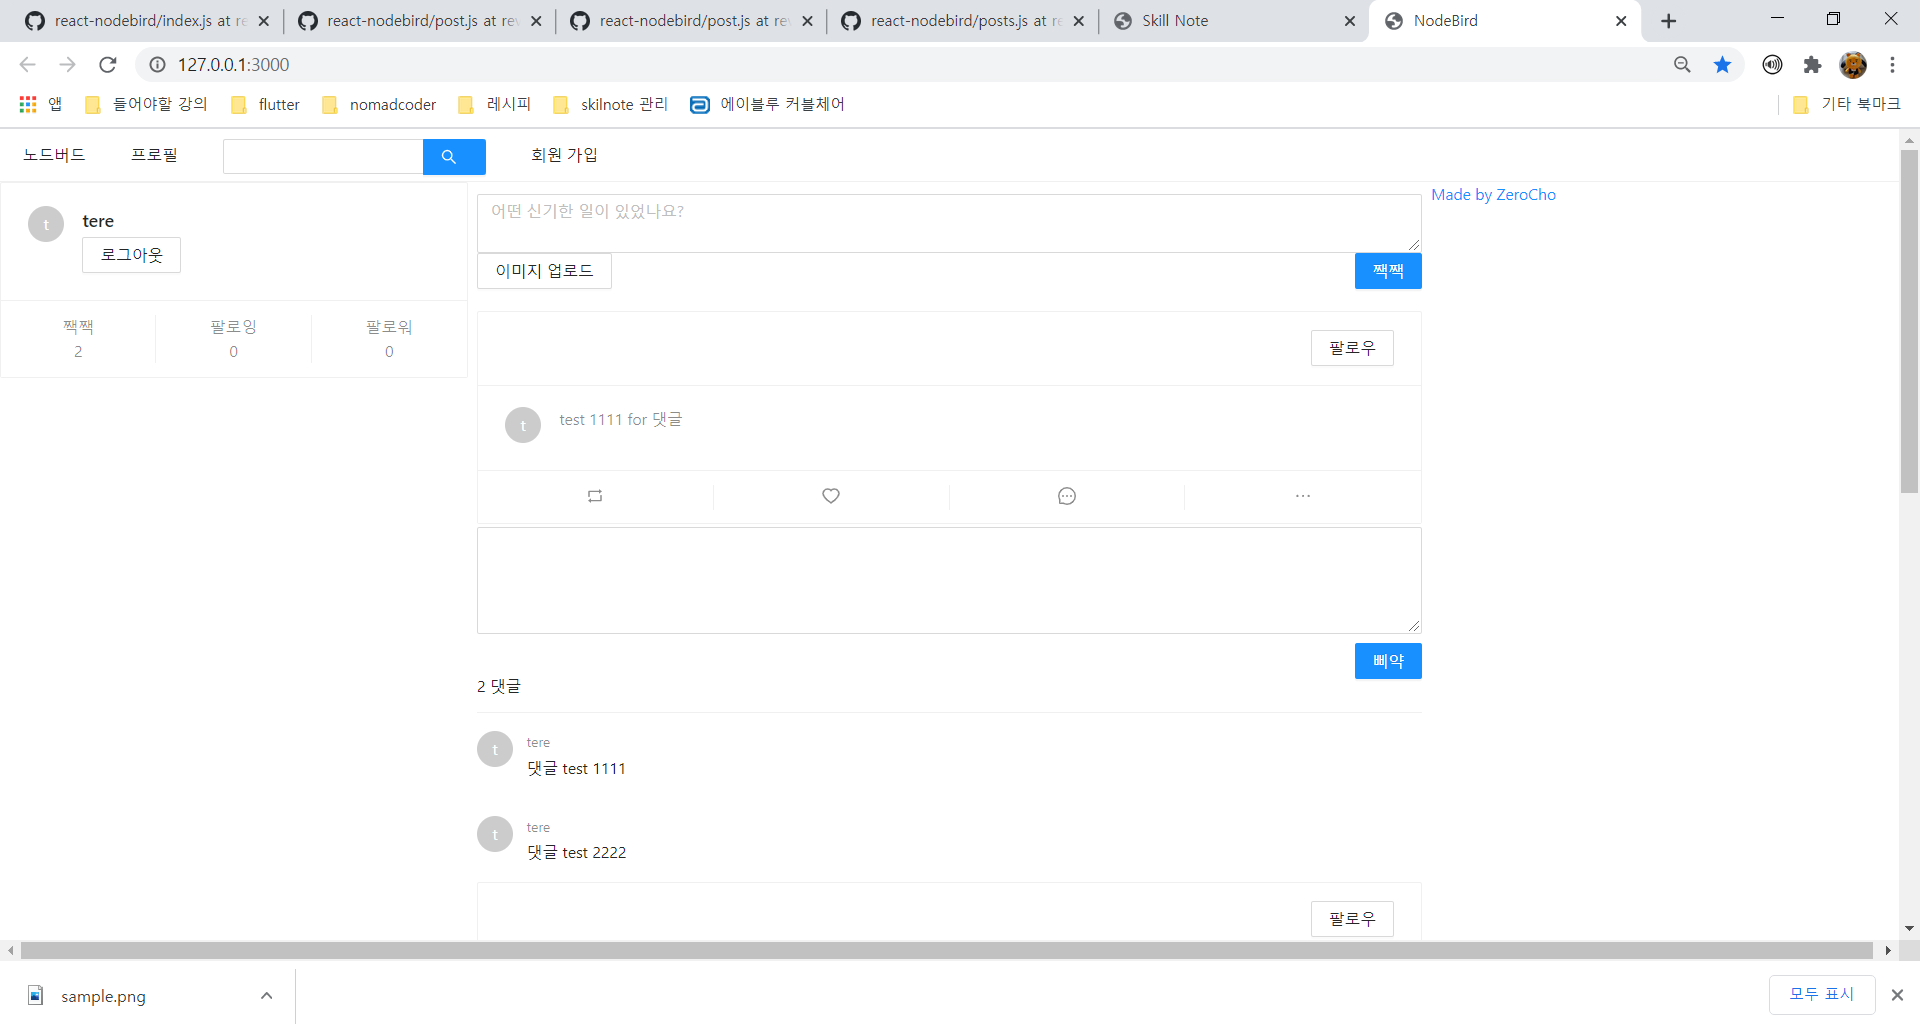 react-nodebird/index.js at re
react-nodebird/post.js at rev
react-nodebird/post.js at rev
react-nodebird/posts.js at re
Skill Note
NodeBird
127.0.0.1:3000
앱
들어야할 강의
flutter
nomadcoder
레시피
skilnote 관리
에이블루 커블체어
기타 북마크
노드버드
프로필
회원 가입
t
tere
로그아웃
짹짹
2
팔로잉
0
팔로워
0
어떤 신기한 일이 있었나요?
이미지 업로드
짹짹
Made by ZeroCho
팔로우
t
test 1111 for 댓글
삐약
2 댓글
t
tere
댓글 test 1111
t
tere
댓글 test 2222
팔로우
sample.png
모두 표시